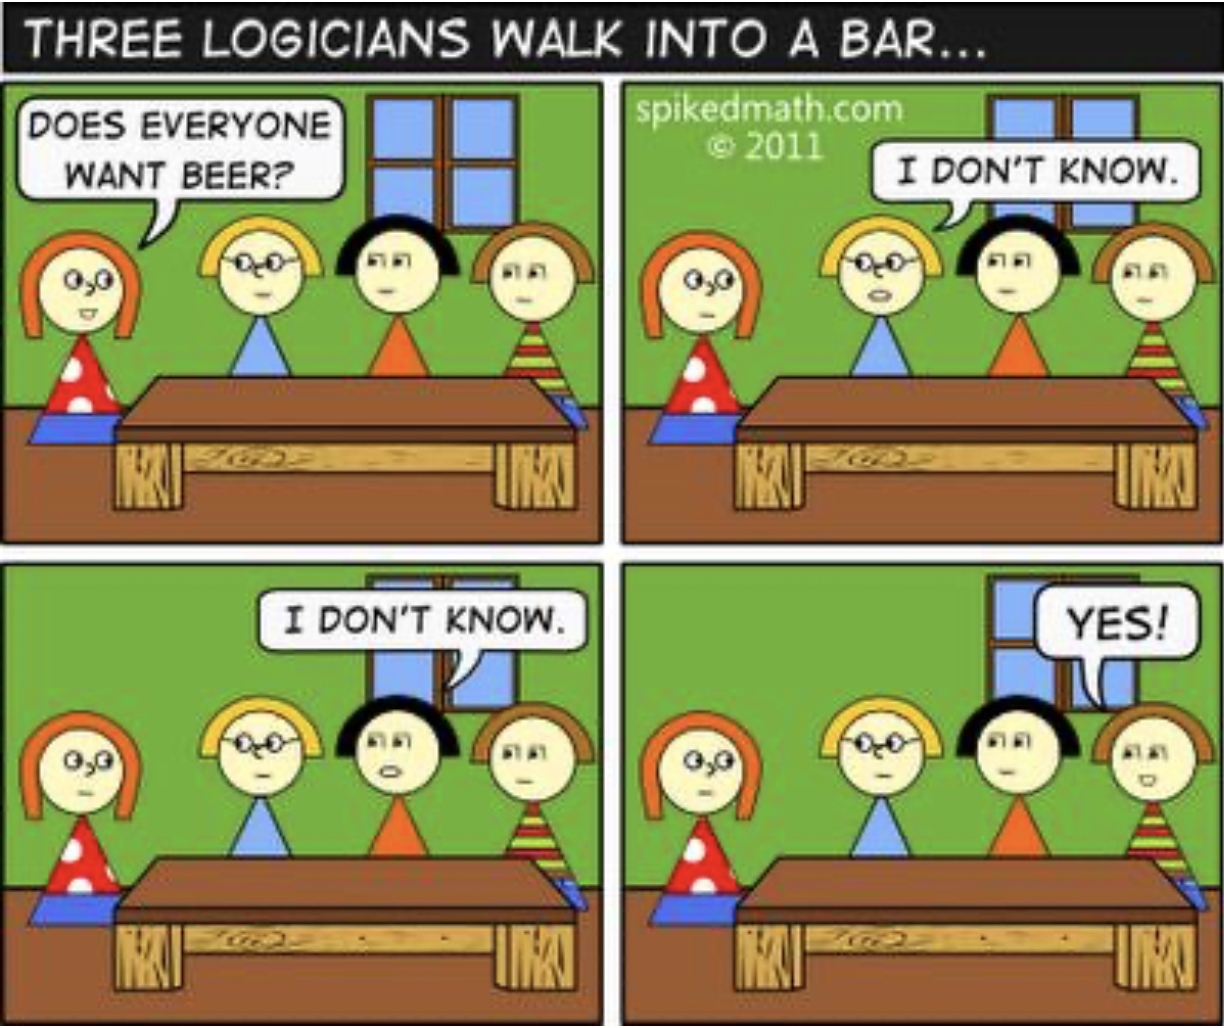 THREE LOGICIANS WALK INTO A BAR...
DOES EVERYONE
WANT BEER?
spikedmath.com
© 2011
I DON'T KNOW.
I DON'T KNOW.
YES!